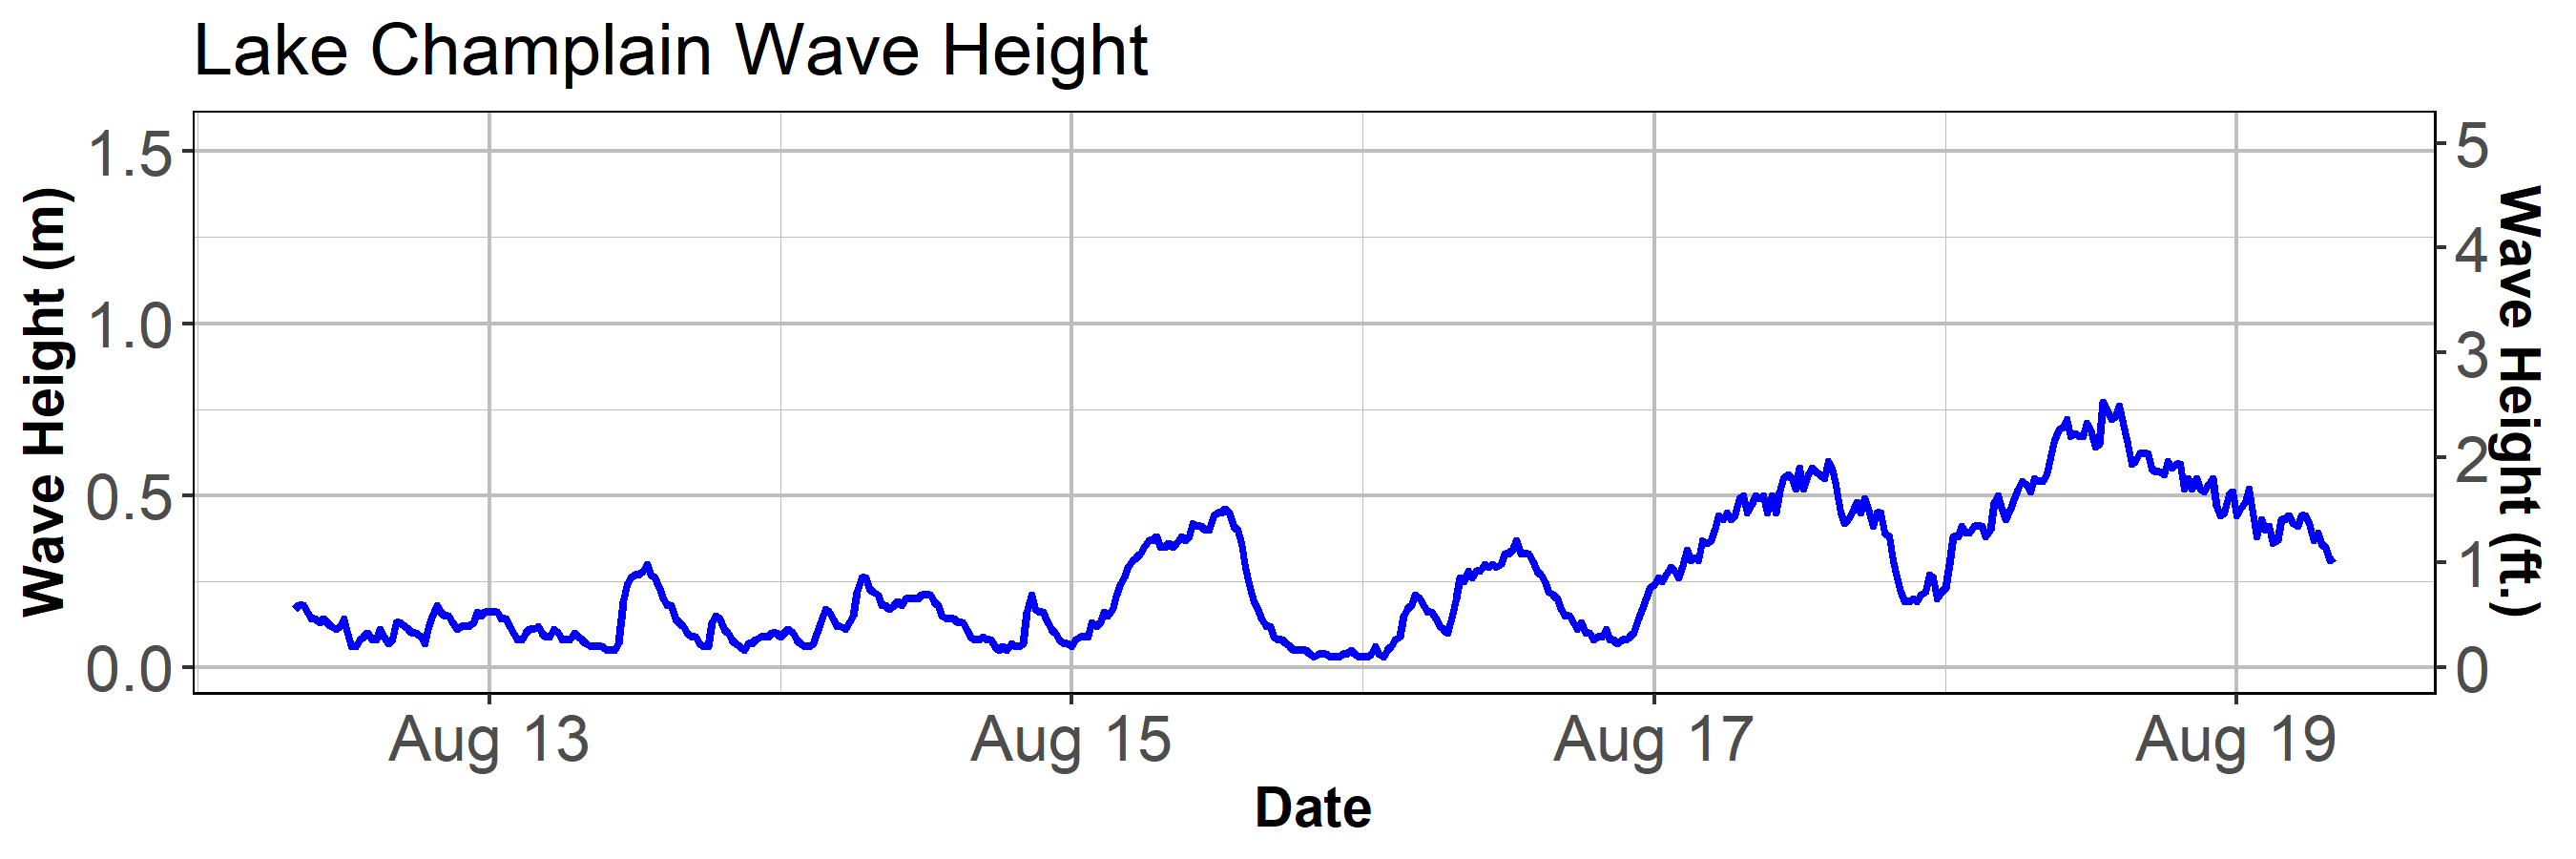 Lake Champlain Wave Height
Wave Height (m)
1.5
1.0
0.5
0.0
5
4
3
2
1
0
Wave Height (ft.)
Aug 13
Aug 15
Aug 17
Aug 19
Date